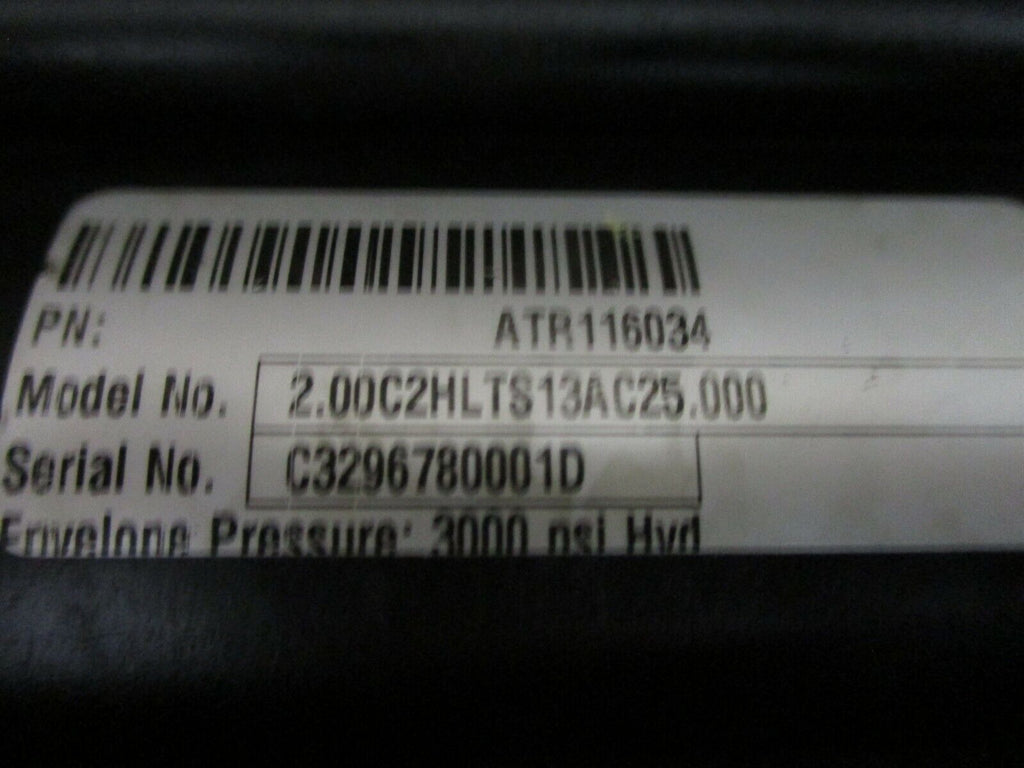 PN: ATR116034
Model No. 2.00C2HLTS13AC25.000
Serial No. C3296780001D
Envelope Pressure: 3000 psi Hyd